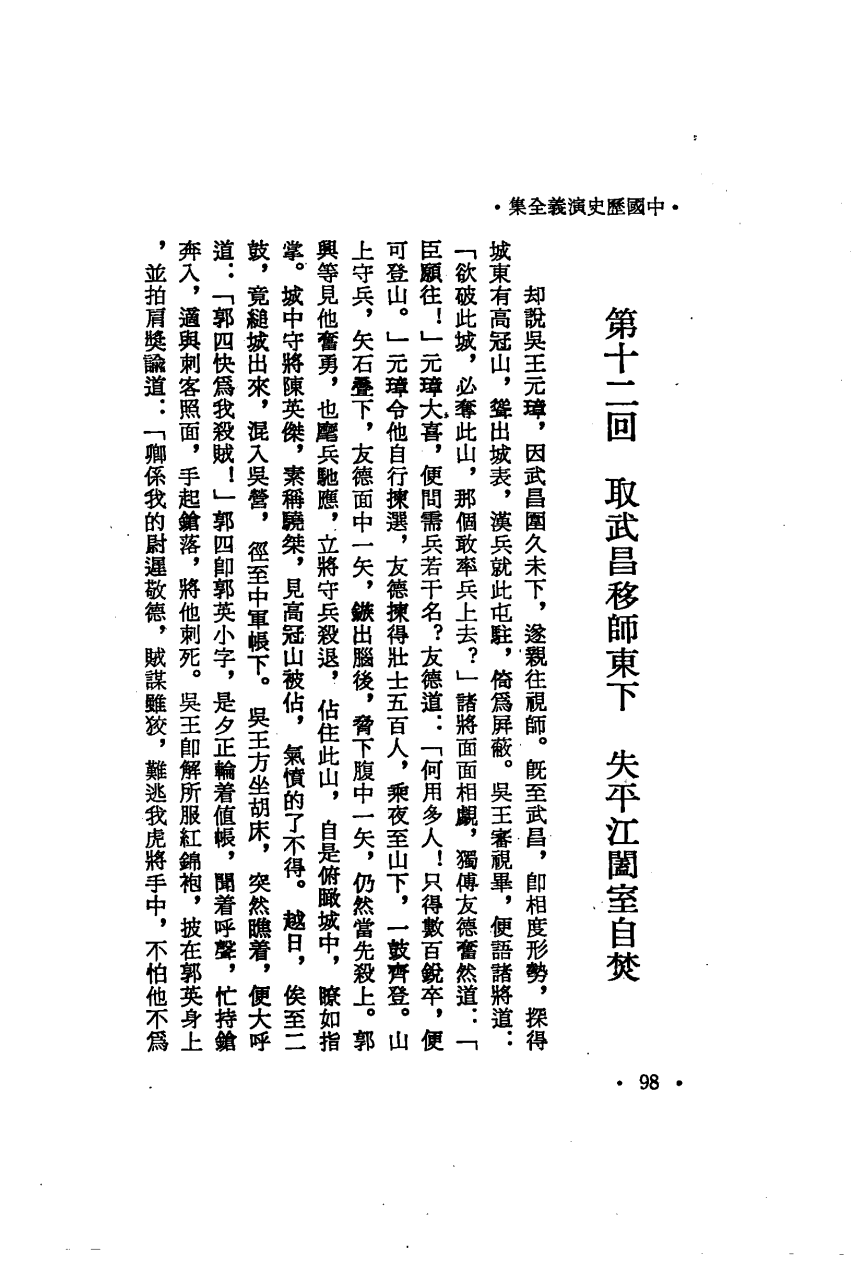 •中國歷史演義全集•
第十二回　取武昌移師東下　失平江闔室自焚
却說吳王元璋，因武昌圍久未下，遂親往視師。旣至武昌，卽相度形勢，探得
城東有高冠山，聳出城表，漢兵就此屯駐，倚爲屏蔽。吳王審視畢，便語諸將道：
「欲破此城，必奪此山，那個敢率兵上去？」諸將面面相覷，獨傅友德奮然道：「
臣願往！」元璋大喜，便問需兵若干名？友德道：「何用多人！只得數百銳卒，便
可登山。」元璋令他自行揀選，友德揀得壯士五百人，乘夜至山下，一鼓齊登。山
上守兵，矢石疊下，友德面中一矢，鏃出腦後，脅下腹中一矢，仍然當先殺上。郭
興等見他奮勇，也麾兵馳應，立將守兵殺退，佔住此山，自是俯瞰城中，瞭如指
掌。城中守將陳英傑，素稱驍桀，見高冠山被佔，氣憤的了不得。越日，俟至二
鼓，竟縋城出來，混入吳營，徑至中軍帳下。吳王方坐胡床，突然瞧着，便大呼
道：「郭四快爲我殺賊！」郭四卽郭英小字，是夕正輪着值帳，聞着呼聲，忙持鎗
奔入，適與刺客照面，手起鎗落，將他刺死。吳王卽解所服紅錦袍，披在郭英身上
，並拍肩獎諭道：「卿係我的尉遲敬德，賊謀雖狡，難逃我虎將手中，不怕他不爲
• 98 •